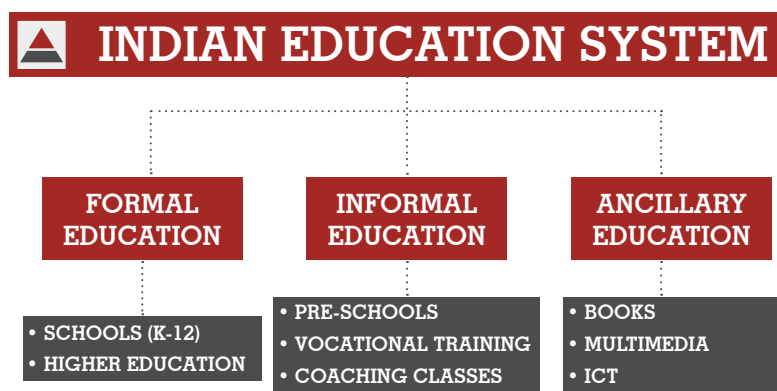 INDIAN EDUCATION SYSTEM
FORMAL
EDUCATION
• SCHOOLS (K-12)
• HIGHER EDUCATION
INFORMAL
EDUCATION
• PRE-SCHOOLS
• VOCATIONAL TRAINING
• COACHING CLASSES
ANCILLARY
EDUCATION
• BOOKS
• MULTIMEDIA
• ICT